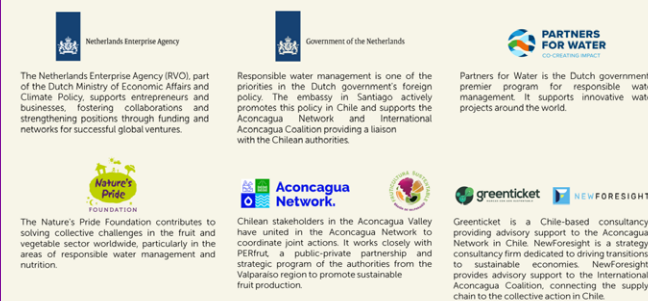 Netherlands Enterprise Agency
The Netherlands Enterprise Agency (RVO), part
of the Dutch Ministry of Economic Affairs and
Climate Policy, supports entrepreneurs and
businesses, fostering collaborations and
strengthening positions through funding and
networks for successful global ventures.
Government of the Netherlands
Responsible water management is one of the
priorities in the Dutch government's foreign
policy. The embassy in Santiago actively
promotes this policy in Chile and supports the
Aconcagua Network and International
Aconcagua Coalition providing a liaison
with the Chilean authorities.
PARTNERS
FOR WATER
CO-CREATING IMPACT
Partners for Water is the Dutch government
premier program for responsible wat
management. It supports innovative wat
projects around the world.
Nature's
Pride
FOUNDATION
The Nature's Pride Foundation contributes to
solving collective challenges in the fruit and
vegetable sector worldwide, particularly in the
areas of responsible water management and
nutrition.
Aconcagua
Network.
Chilean stakeholders in the Aconcagua Valley
have united in the Aconcagua Network to
coordinate joint actions. It works closely with
PERfrut, a public-private partnership and
strategic program of the authorities from the
Valparaíso region to promote sustainable
fruit production.
greenticket
NEWFORESIGHT
Greenticket is a Chile-based consultancy
providing advisory support to the Aconcagua
Network in Chile. NewForesight is a strategy
consultancy firm dedicated to driving transitions
to sustainable economies. NewForesight
provides advisory support to the International
Aconcagua Coalition, connecting the supply
chain to the collective action in Chile.